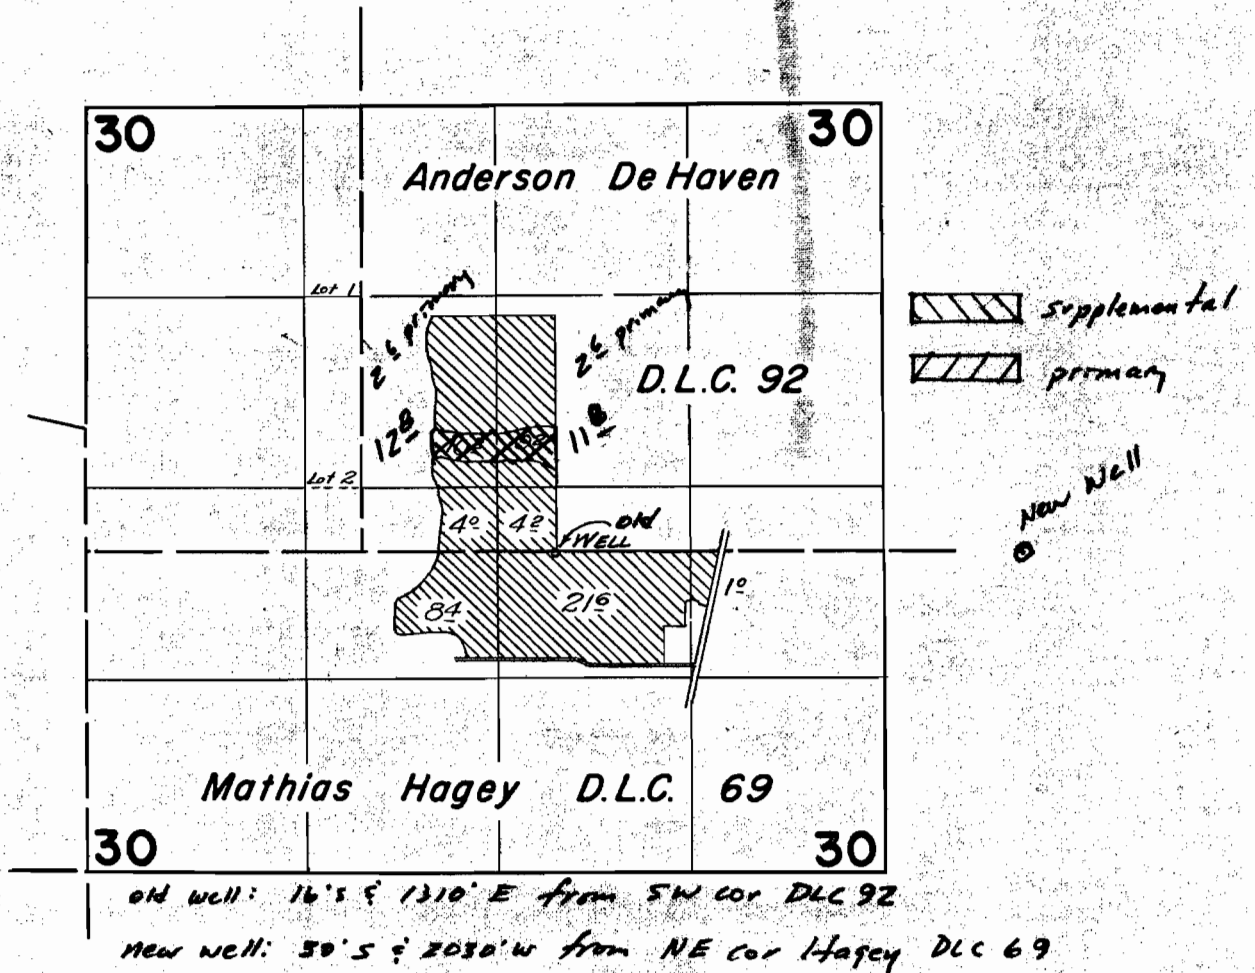 30
30
Anderson De Haven
Lot 1
2 6 primary
2 6 primary
supplemental
D.L.C. 92
primary
12 8
11 8
New Well
Lot 2
4 0
4 2
old
WELL
1 0
8 4
21 6
Mathias Hagey D.L.C. 69
30
30
old well: 16's & 1310' E from SW cor DLC 92
new well: 30'S & 2030'W from NE cor Hagey DLC 69